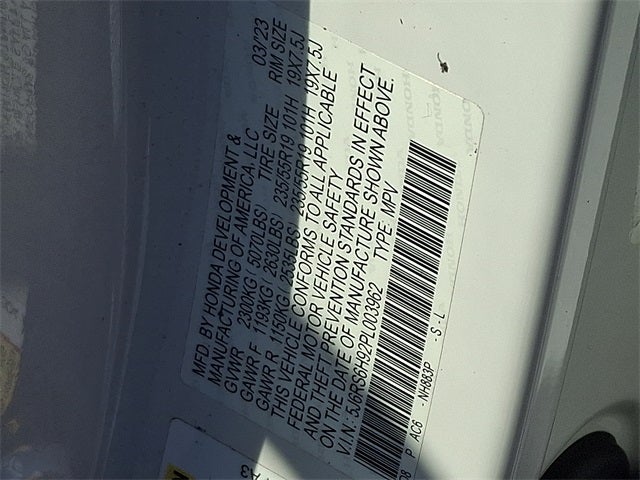 MFD. BY HONDA DEVELOPMENT & 03/23
MANUFACTURING OF AMERICA, LLC
GVWR 2300KG( 5070LBS) TIRE SIZE RIM SIZE
GAWR F 1193KG( 2630LBS) 235/55R19 101H 19X7.5J
GAWR R 1150KG( LBS) 235/55R19 101H 19X7.5J
THIS VEHICLE CONFORMS TO ALL APPLICABLE
FEDERAL MOTOR VEHICLE SAFETY
AND THEFT PREVENTION STANDARDS IN EFFECT
ON THE DATE OF MANUFACTURE SHOWN ABOVE.
V.I.N.: 5J6RS6H92PL003962 TYPE: MPV
P AC6 - NH883P - S - L
A3